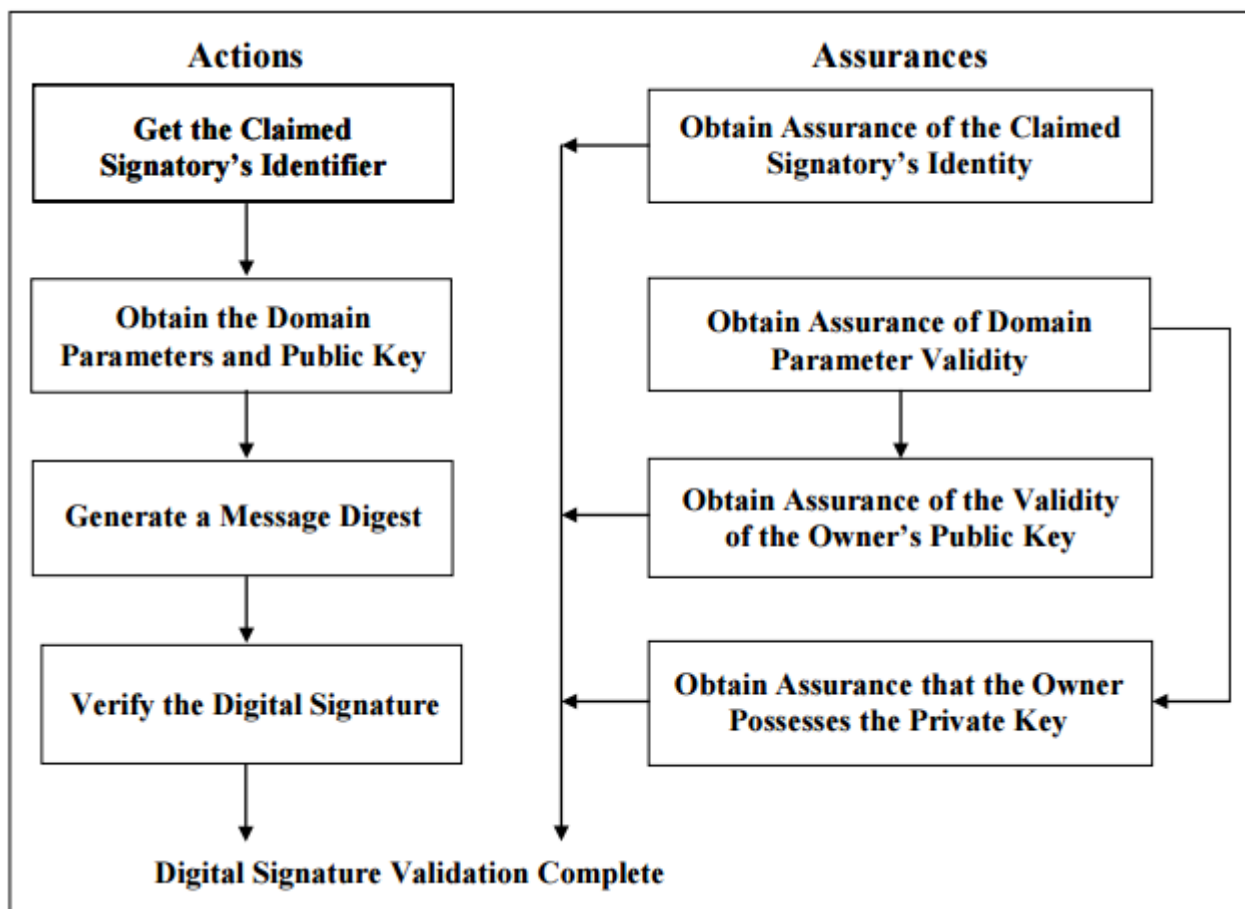 Actions
Get the Claimed
Signatory's Identifier
Obtain the Domain
Parameters and Public Key
Generate a Message Digest
Verify the Digital Signature
Assurances
Obtain Assurance of the Claimed
Signatory's Identity
Obtain Assurance of Domain
Parameter Validity
Obtain Assurance of the Validity
of the Owner's Public Key
Obtain Assurance that the Owner
Possesses the Private Key
Digital Signature Validation Complete